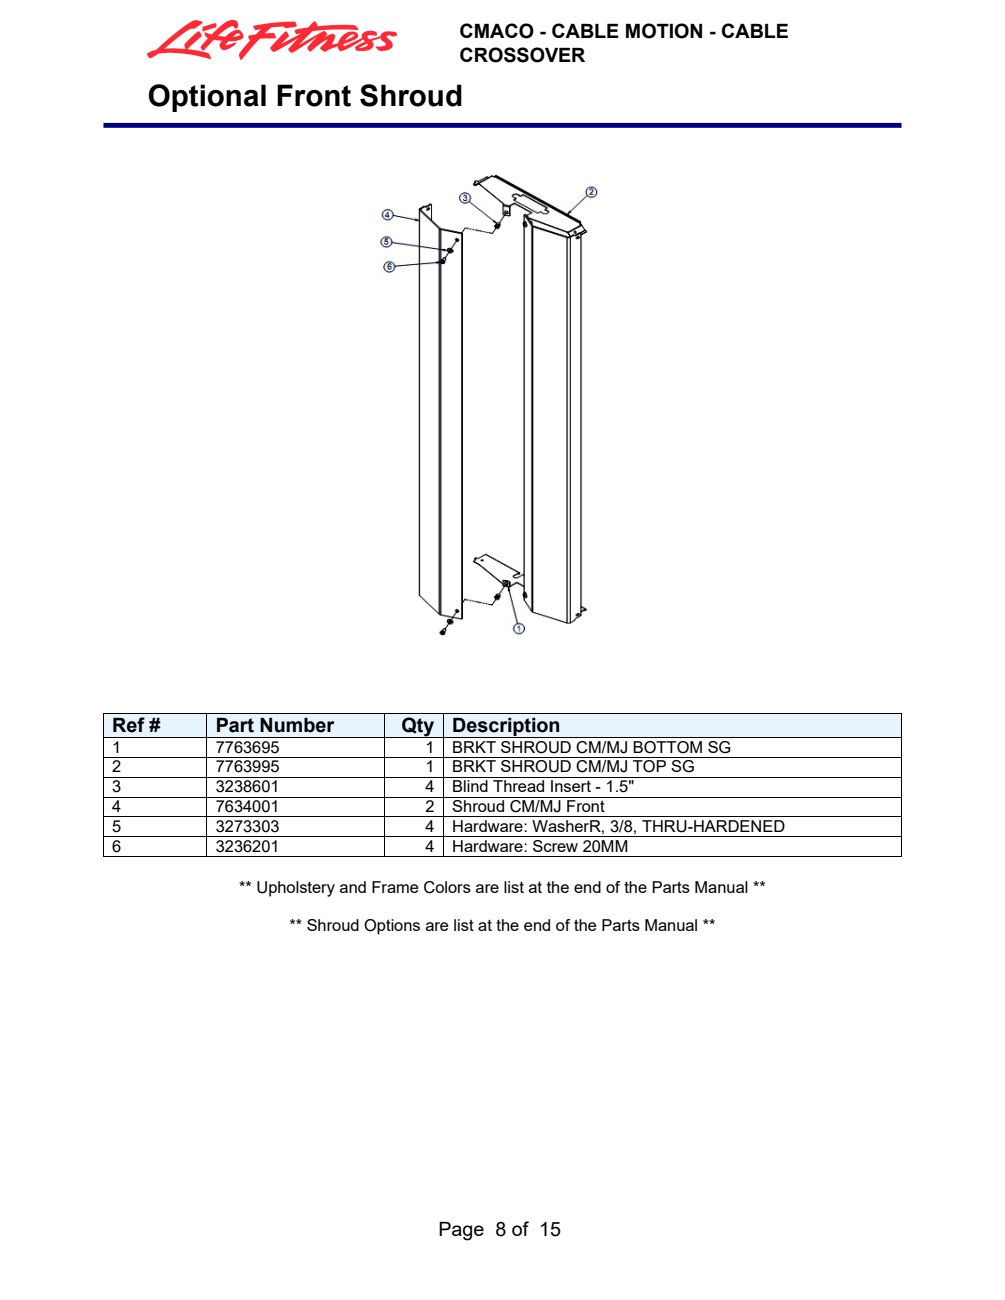 Life Fitness
CMACO - CABLE MOTION - CABLE
CROSSOVER
Optional Front Shroud
2
3
4
5
6
1
Ref # Part Number Qty Description
1 7763695 1 BRKT SHROUD CM/MJ BOTTOM SG
2 7763995 1 BRKT SHROUD CM/MJ TOP SG
3 3238601 4 Blind Thread Insert - 1.5"
4 7634001 2 Shroud CM/MJ Front
5 3273303 4 Hardware: WasherR, 3/8, THRU-HARDENED
6 3236201 4 Hardware: Screw 20MM
** Upholstery and Frame Colors are list at the end of the Parts Manual **
** Shroud Options are list at the end of the Parts Manual **
Page 8 of 15